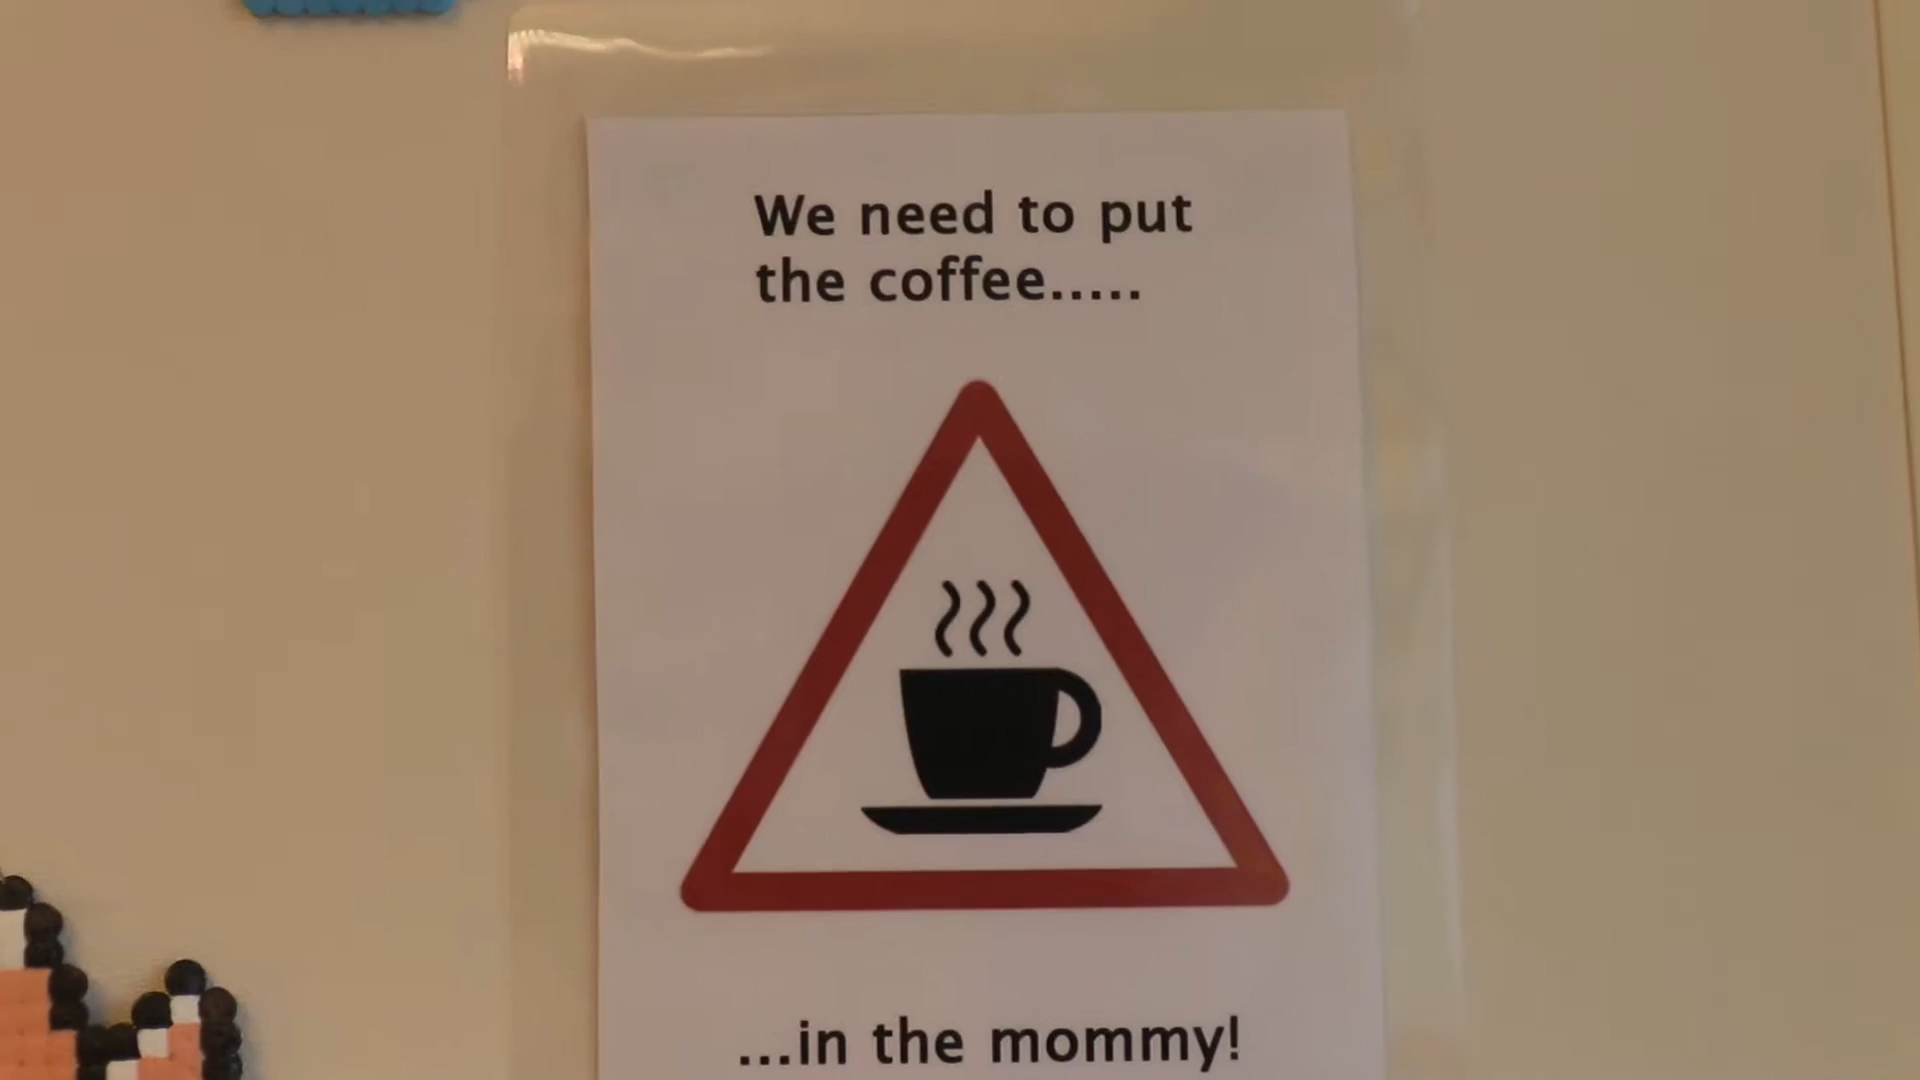 We need to put
the coffee.....
...in the mommy!